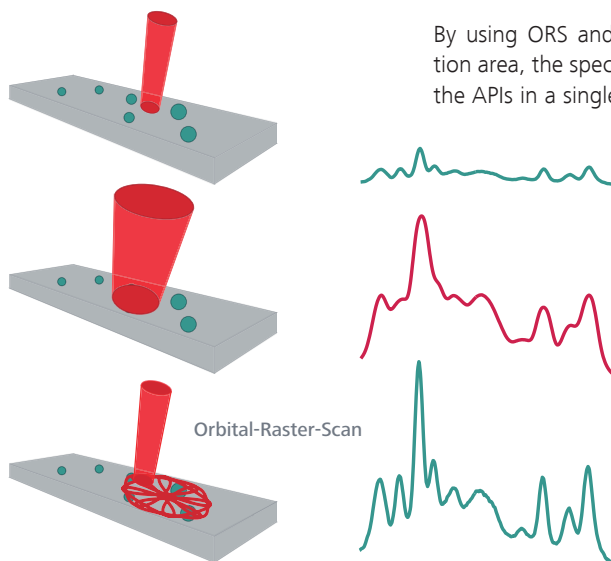 By using ORS and
tion area, the spec
the APIs in a single
Orbital-Raster-Scan